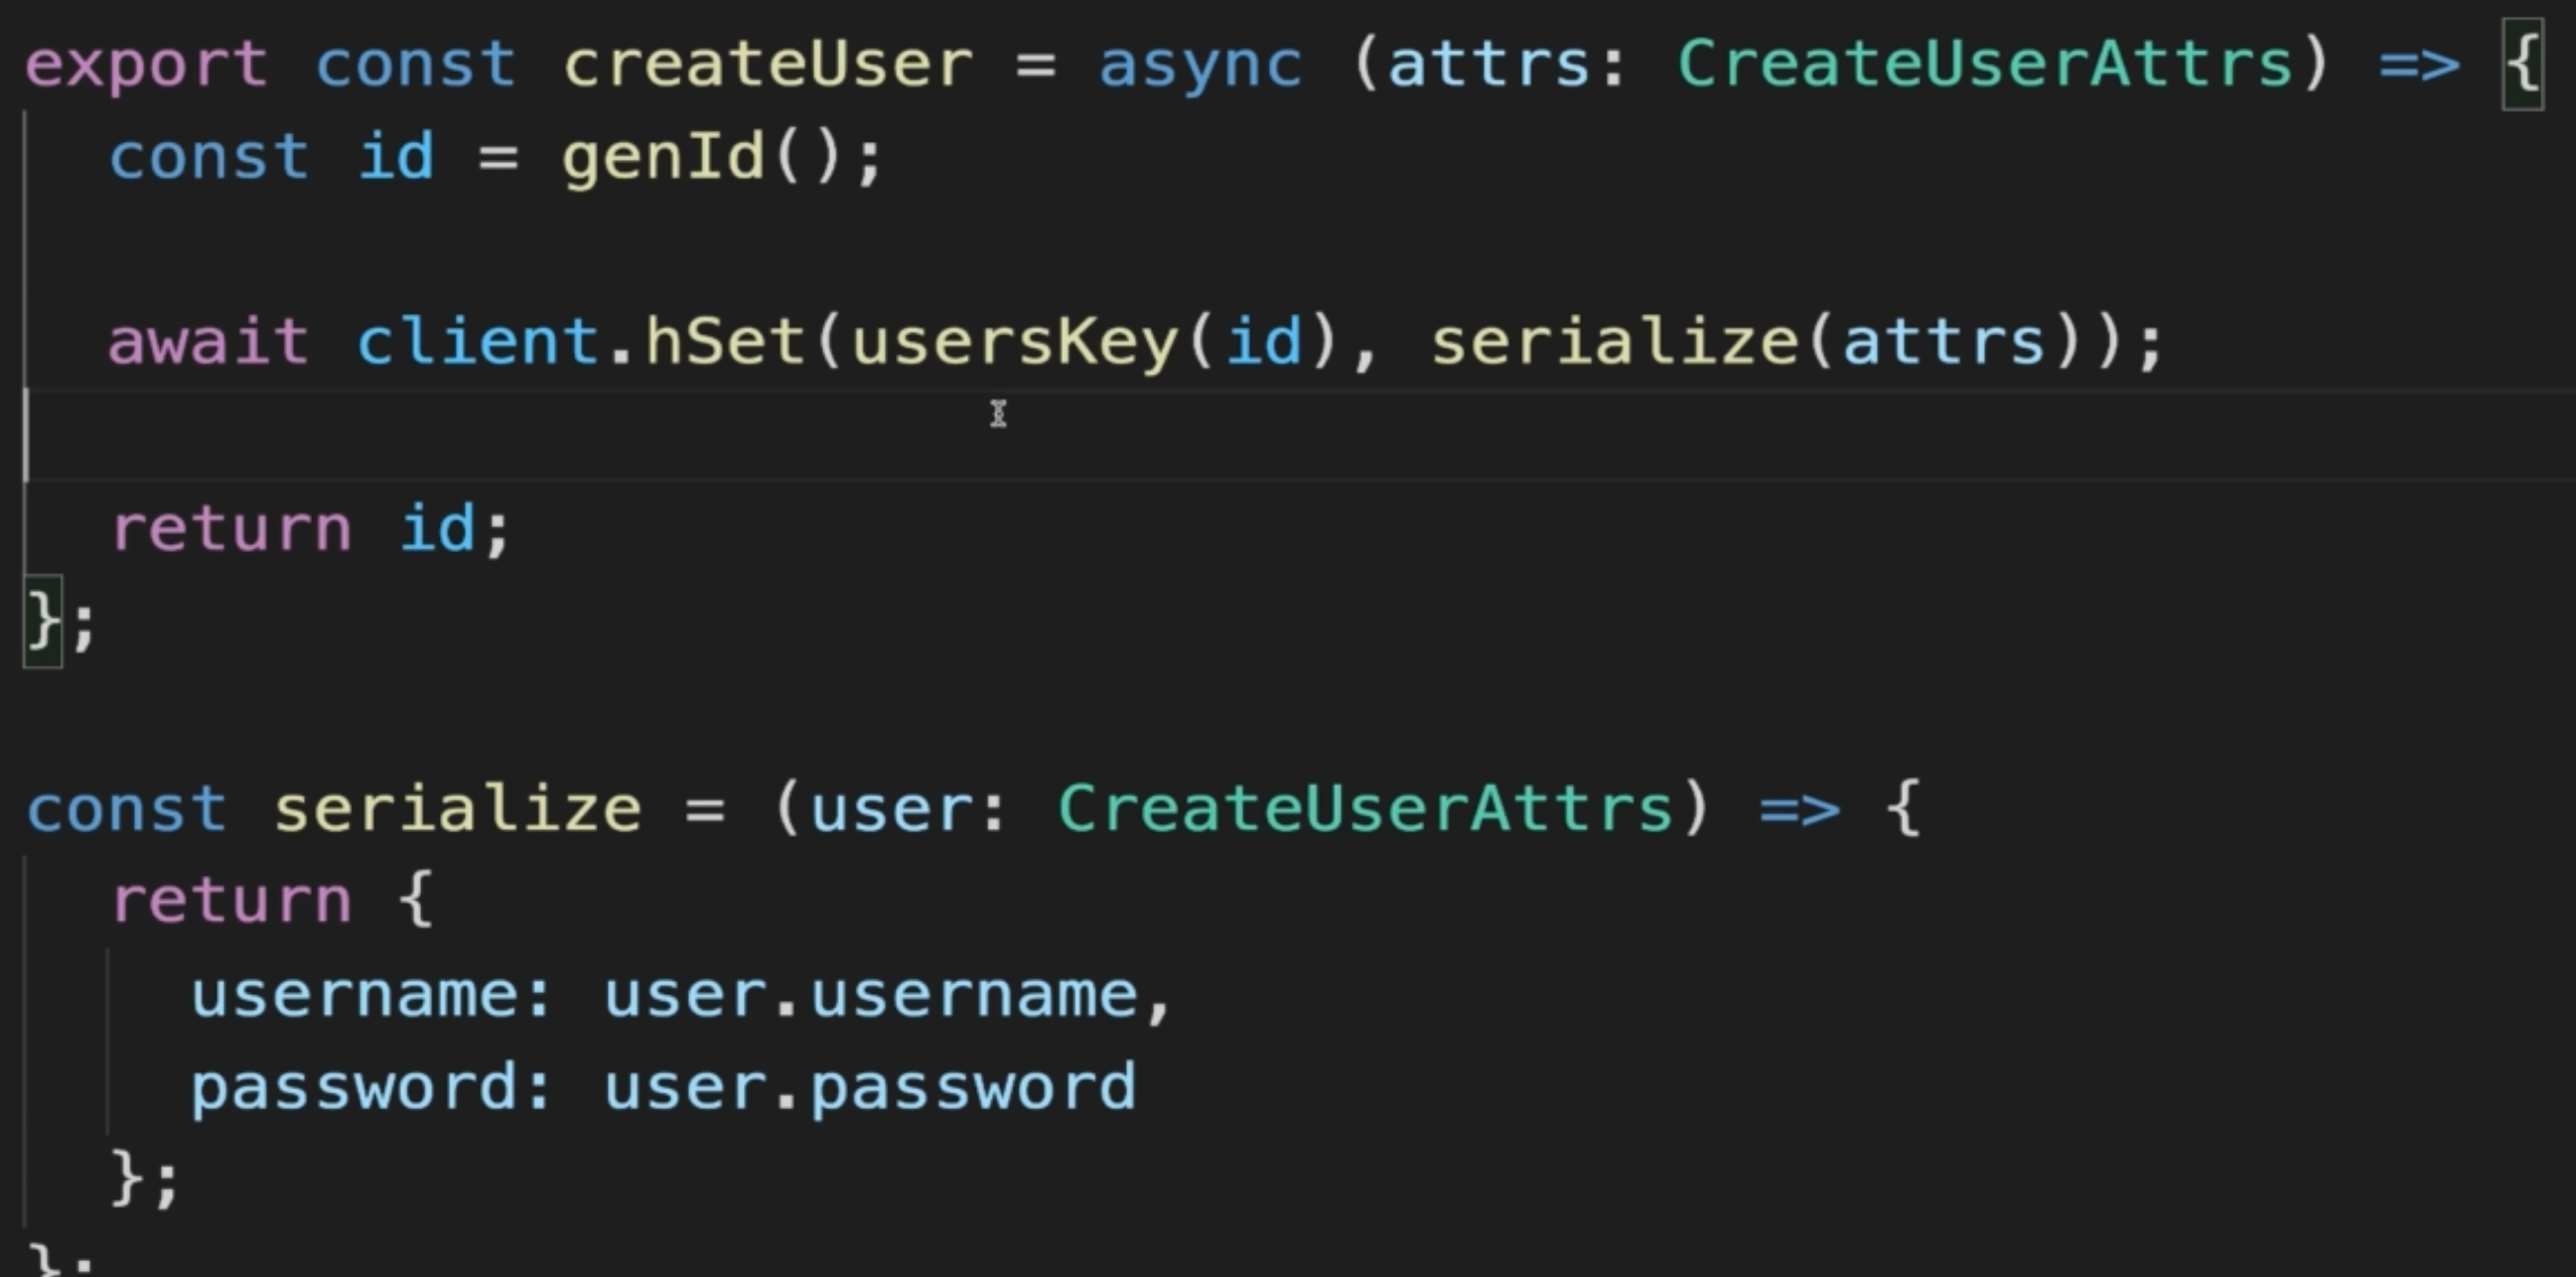 export const createUser = async (attrs: CreateUserAttrs) => {
  const id = genId();

  await client.hSet(usersKey(id), serialize(attrs));

  return id;
};

const serialize = (user: CreateUserAttrs) => {
  return {
    username: user.username,
    password: user.password
  };
};